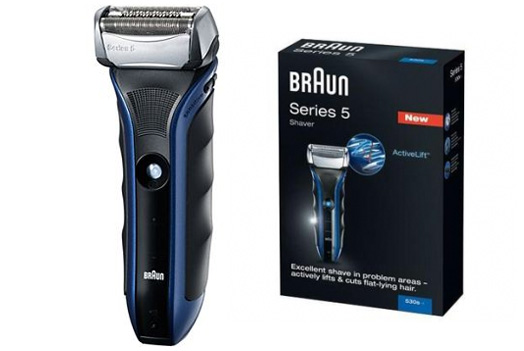 Series 5
BRAUN
BRAUN
Series 5
Shaver
New
ActiveLift™
Excellent shave in problem areas –
actively lifts & cuts flat-lying hair.
530s